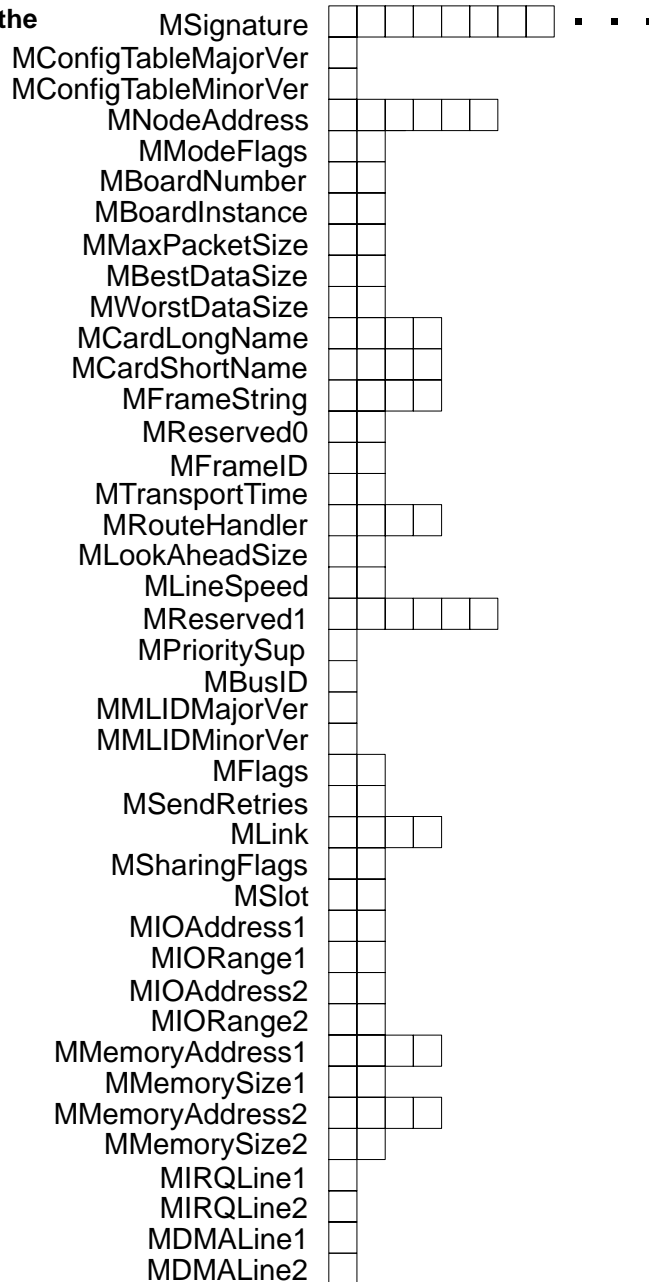 the
MSignature
MConfigTableMajorVer
MConfigTableMinorVer
MNodeAddress
MModeFlags
MBoardNumber
MBoardInstance
MMaxPacketSize
MBestDataSize
MWorstDataSize
MCardLongName
MCardShortName
MFrameString
MReserved0
MFrameID
MTransportTime
MRouteHandler
MLookAheadSize
MLineSpeed
MReserved1
MPrioritySup
MBusID
MMLIDMajorVer
MMLIDMinorVer
MFlags
MSendRetries
MLink
MSharingFlags
MSlot
MIOAddress1
MIORange1
MIOAddress2
MIORange2
MMemoryAddress1
MMemorySize1
MMemoryAddress2
MMemorySize2
MIRQLine1
MIRQLine2
MDMALine1
MDMALine2